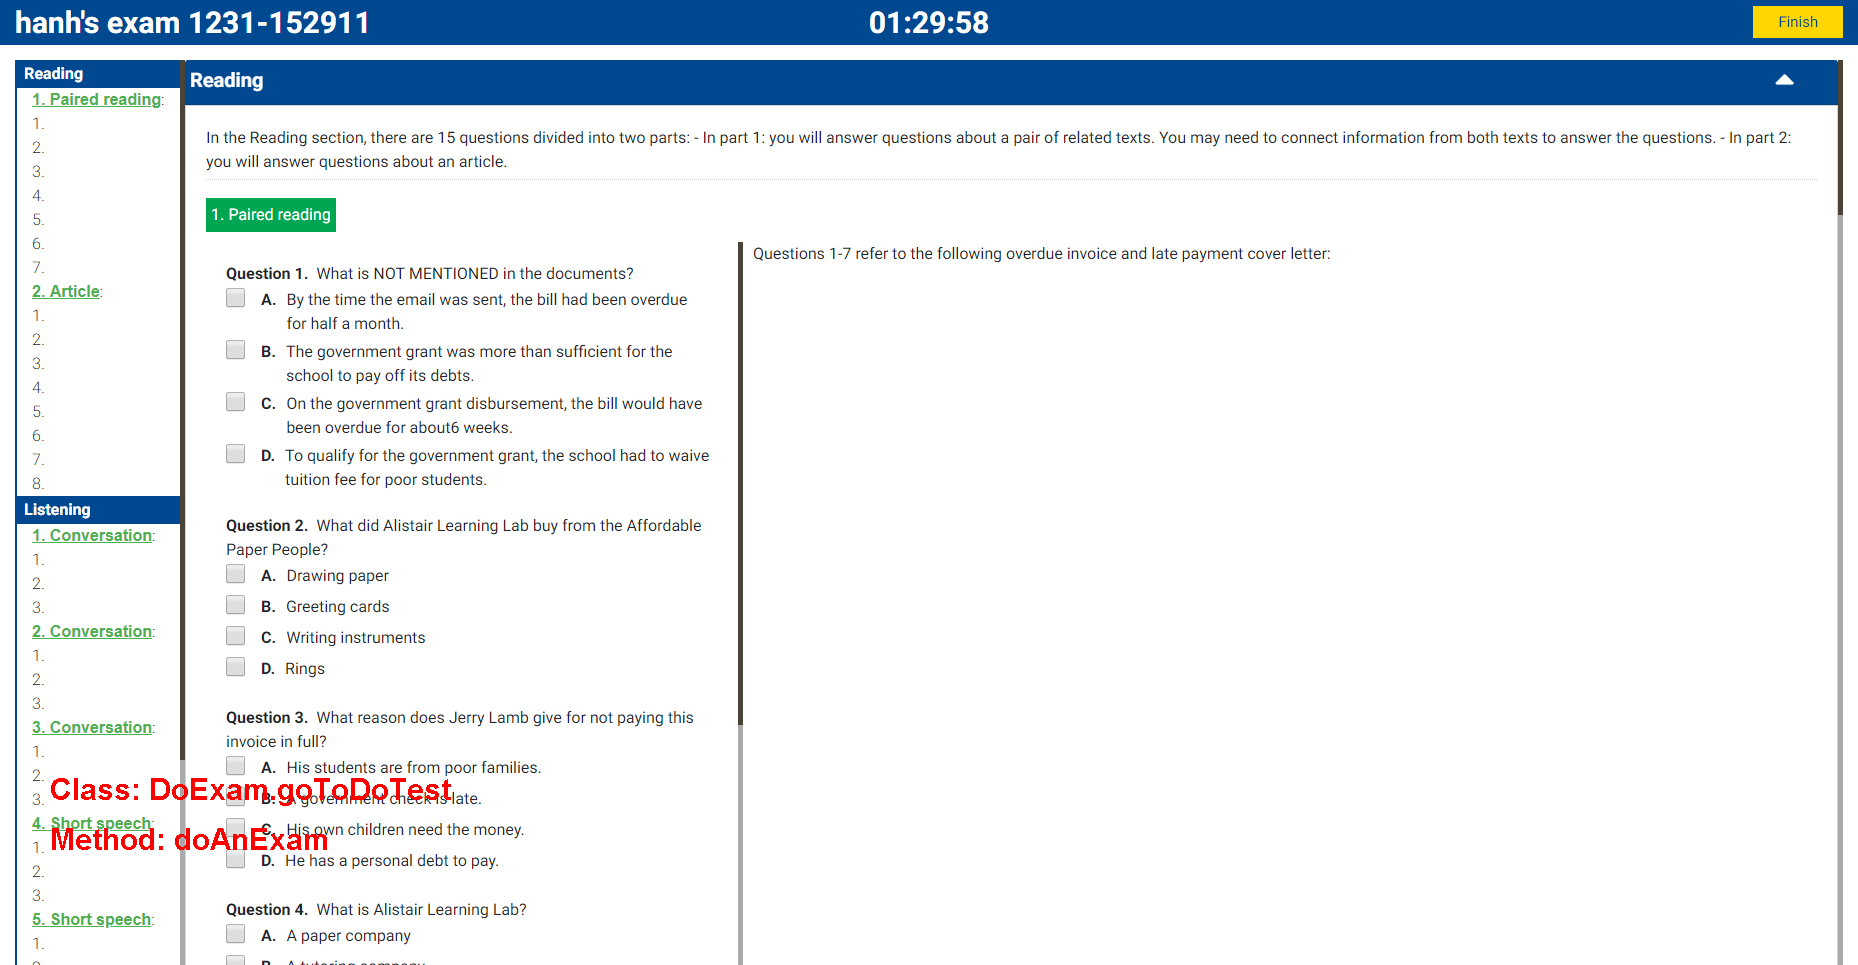 hanh's exam 1231-152911
01:29:58
Finish
Reading
1. Paired reading:
1.
2.
3.
4.
5.
6.
7.
2. Article:
1.
2.
3.
4.
5.
6.
7.
8.
Listening
1. Conversation:
1.
2.
3.
2. Conversation:
1.
2.
3.
3. Conversation:
1.
2.
3.
4. Short speech:
1.
2.
3.
5. Short speech:
1.
Reading
In the Reading section, there are 15 questions divided into two parts: - In part 1: you will answer questions about a pair of related texts. You may need to connect information from both texts to answer the questions. - In part 2:
you will answer questions about an article.
1. Paired reading
Question 1. What is NOT MENTIONED in the documents?
A. By the time the email was sent, the bill had been overdue
for half a month.
B. The government grant was more than sufficient for the
school to pay off its debts.
C. On the government grant disbursement, the bill would have
been overdue for about6 weeks.
D. To qualify for the government grant, the school had to waive
tuition fee for poor students.
Question 2. What did Alistair Learning Lab buy from the Affordable
Paper People?
A. Drawing paper
B. Greeting cards
C. Writing instruments
D. Rings
Question 3. What reason does Jerry Lamb give for not paying this
invoice in full?
A. His students are from poor families.
B. A government check is late.
C. His own children need the money.
D. He has a personal debt to pay.
Question 4. What is Alistair Learning Lab?
A. A paper company
B. A tutoring company
Questions 1-7 refer to the following overdue invoice and late payment cover letter:
Class: DoExam.goToDoTest
Method: doAnExam